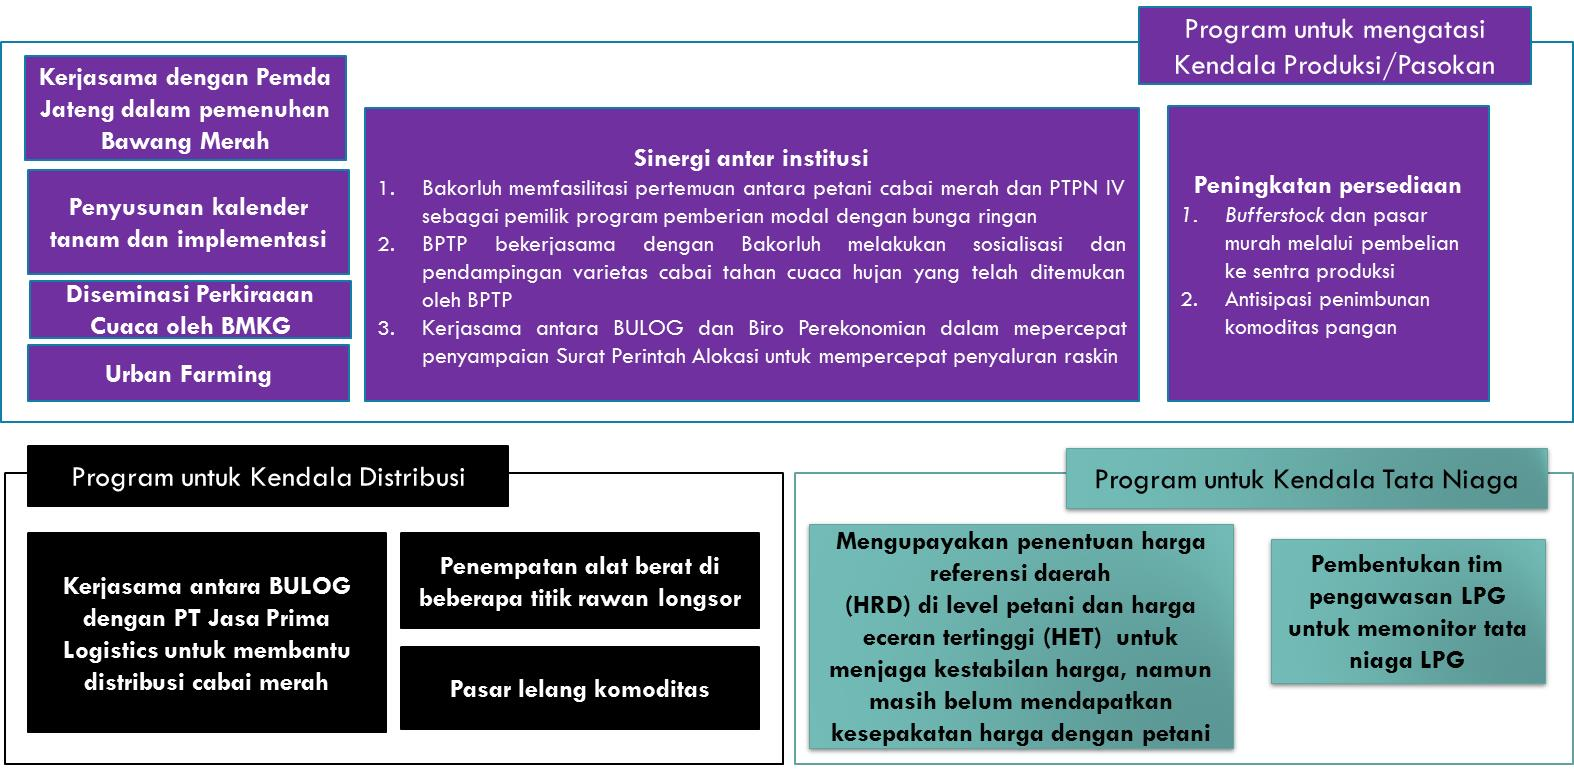 Program untuk mengatasi
Kendala Produksi/Pasokan
Kerjasama dengan Pemda
Jateng dalam pemenuhan
Bawang Merah
Penyusunan kalender
tanam dan implementasi
Diseminasi Perkiraaan
Cuaca oleh BMKG
Urban Farming
Sinergi antar institusi
1. Bakorluh memfasilitasi pertemuan antara petani cabai merah dan PTPN IV
sebagai pemilik program pemberian modal dengan bunga ringan
2. BPTP bekerjasama dengan Bakorluh melakukan sosialisasi dan
pendampingan varietas cabai tahan cuaca hujan yang telah ditemukan
oleh BPTP
3. Kerjasama antara BULOG dan Biro Perekonomian dalam mepercepat
penyampaian Surat Perintah Alokasi untuk mempercepat penyaluran raskin
Peningkatan persediaan
1. Bufferstock dan pasar
murah melalui pembelian
ke sentra produksi
2. Antisipasi penimbunan
komoditas pangan
Program untuk Kendala Distribusi
Kerjasama antara BULOG
dengan PT Jasa Prima
Logistics untuk membantu
distribusi cabai merah
Penempatan alat berat di
beberapa titik rawan longsor
Pasar lelang komoditas
Program untuk Kendala Tata Niaga
Mengupayakan penentuan harga
referensi daerah
(HRD) di level petani dan harga
eceran tertinggi (HET) untuk
menjaga kestabilan harga, namun
masih belum mendapatkan
kesepakatan harga dengan petani
Pembentukan tim
pengawasan LPG
untuk memonitor tata
niaga LPG